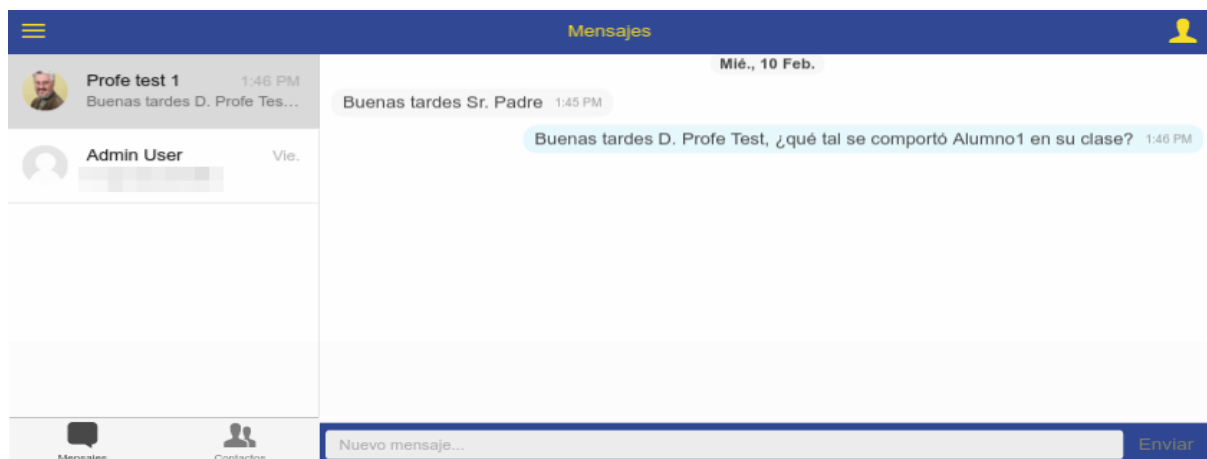 Mensajes
Profe test 1 1:46 PM
Buenas tardes D. Profe Tes...
Admin User Vie.
Mié., 10 Feb.
Buenas tardes Sr. Padre 1:45 PM
Buenas tardes D. Profe Test, ¿qué tal se comportó Alumno1 en su clase? 1:46 PM
Mensajes Contactos
Nuevo mensaje... Enviar